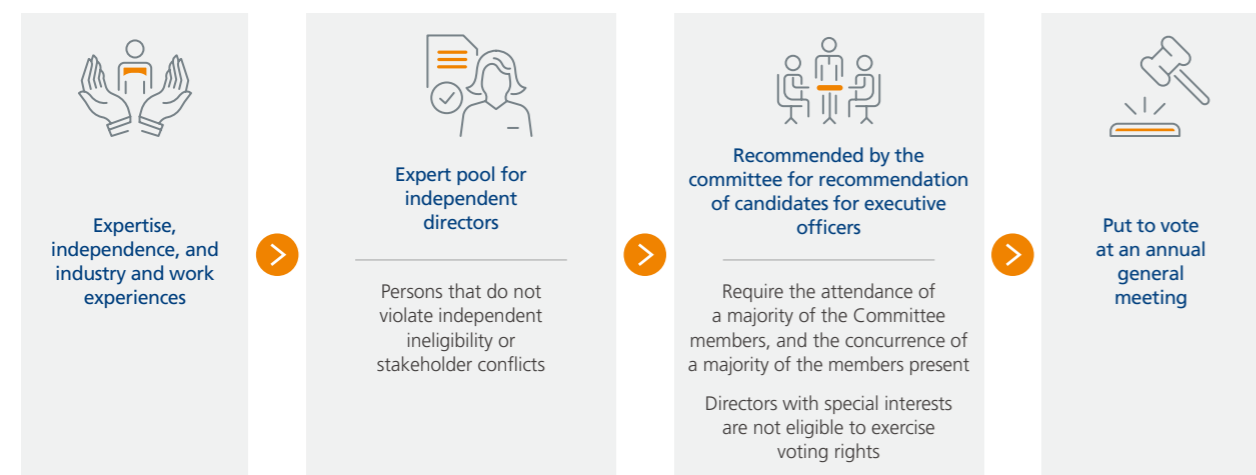 Expertise,
independence, and
industry and work
experiences
Expert pool for
independent
directors
Persons that do not
violate independent
ineligibility or
stakeholder conflicts
Recommended by the
committee for recommendation
of candidates for executive
officers
Require the attendance of
a majority of the Committee
members, and the concurrence of
a majority of the members present
Directors with special interests
are not eligible to exercise
voting rights
Put to vote
at an annual
general
meeting